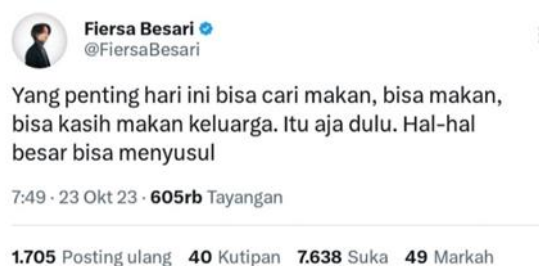 Fiersa Besari
@FiersaBesari
Yang penting hari ini bisa cari makan, bisa makan,
bisa kasih makan keluarga. Itu aja dulu. Hal-hal
besar bisa menyusul
7:49 · 23 Okt 23 · 605rb Tayangan
1.705 Posting ulang 40 Kutipan 7.638 Suka 49 Markah